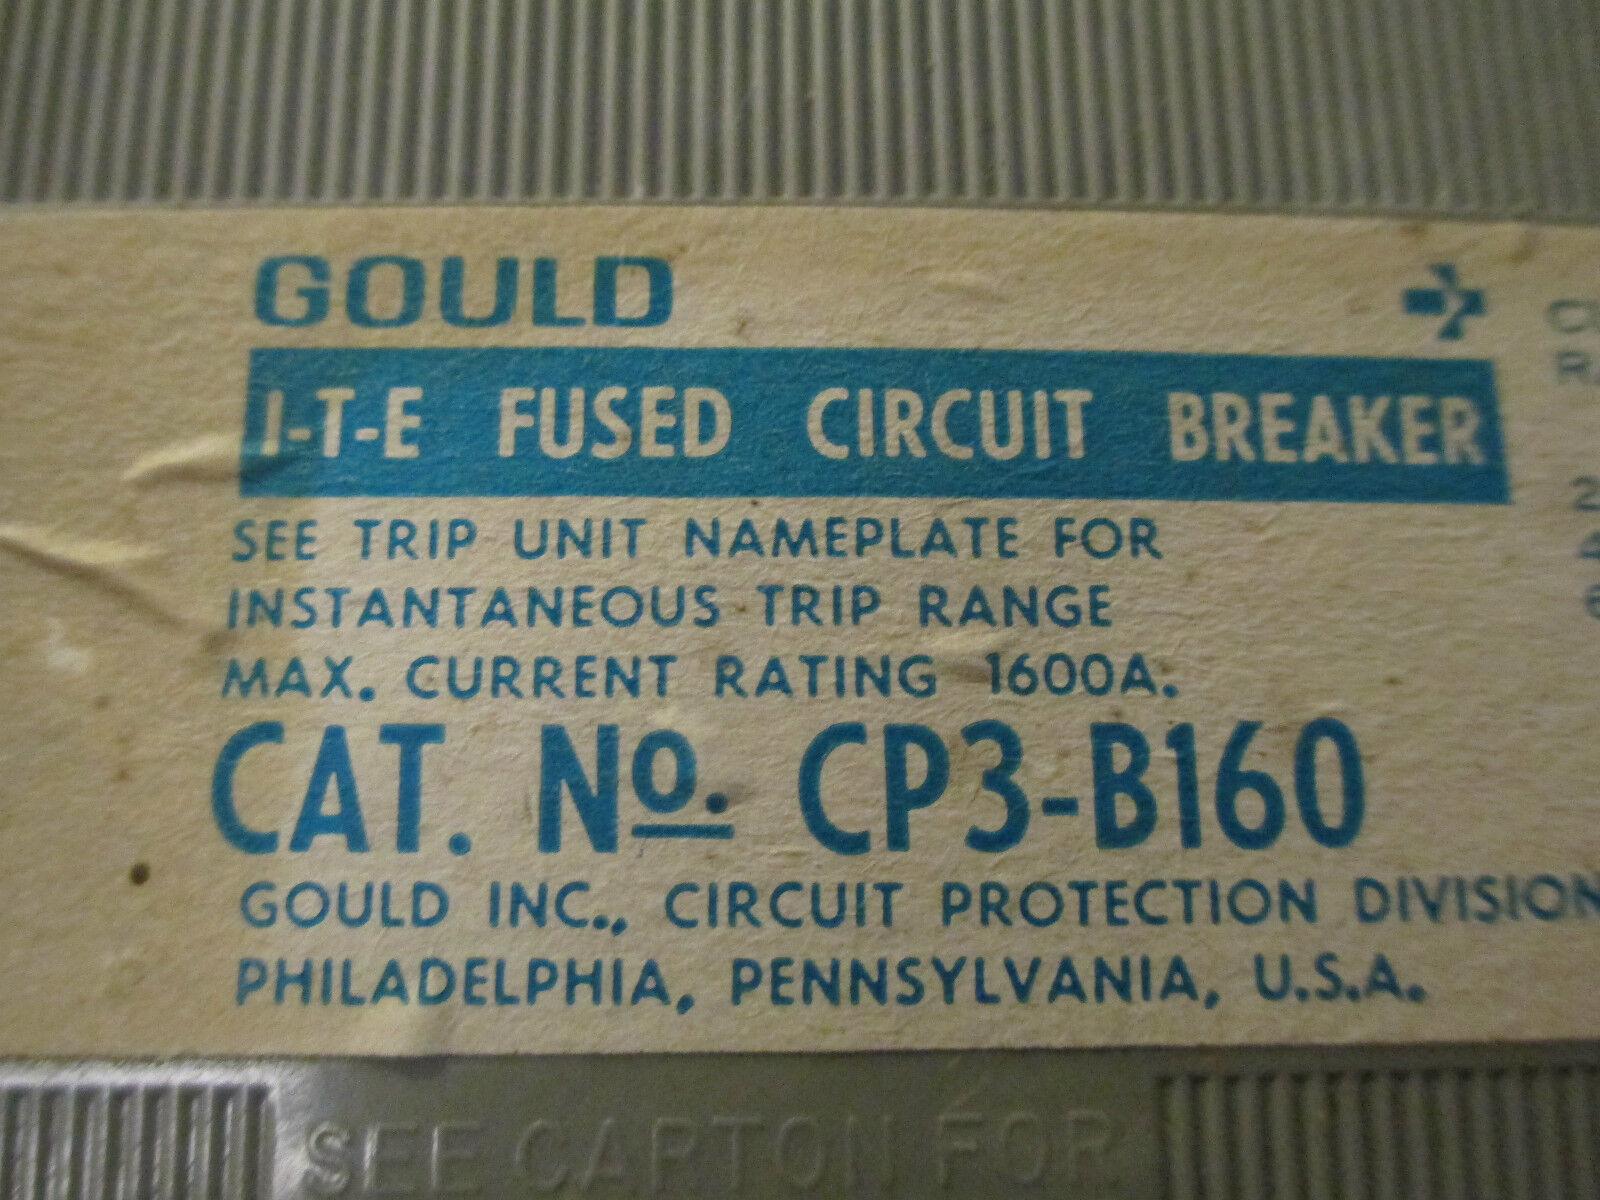 GOULD
I-T-E FUSED CIRCUIT BREAKER
SEE TRIP UNIT NAMEPLATE FOR
INSTANTANEOUS TRIP RANGE
MAX. CURRENT RATING 1600A.
CAT. No. CP3-B160
GOULD INC., CIRCUIT PROTECTION DIVISION
PHILADELPHIA, PENNSYLVANIA, U.S.A.
SEE CARTON FOR